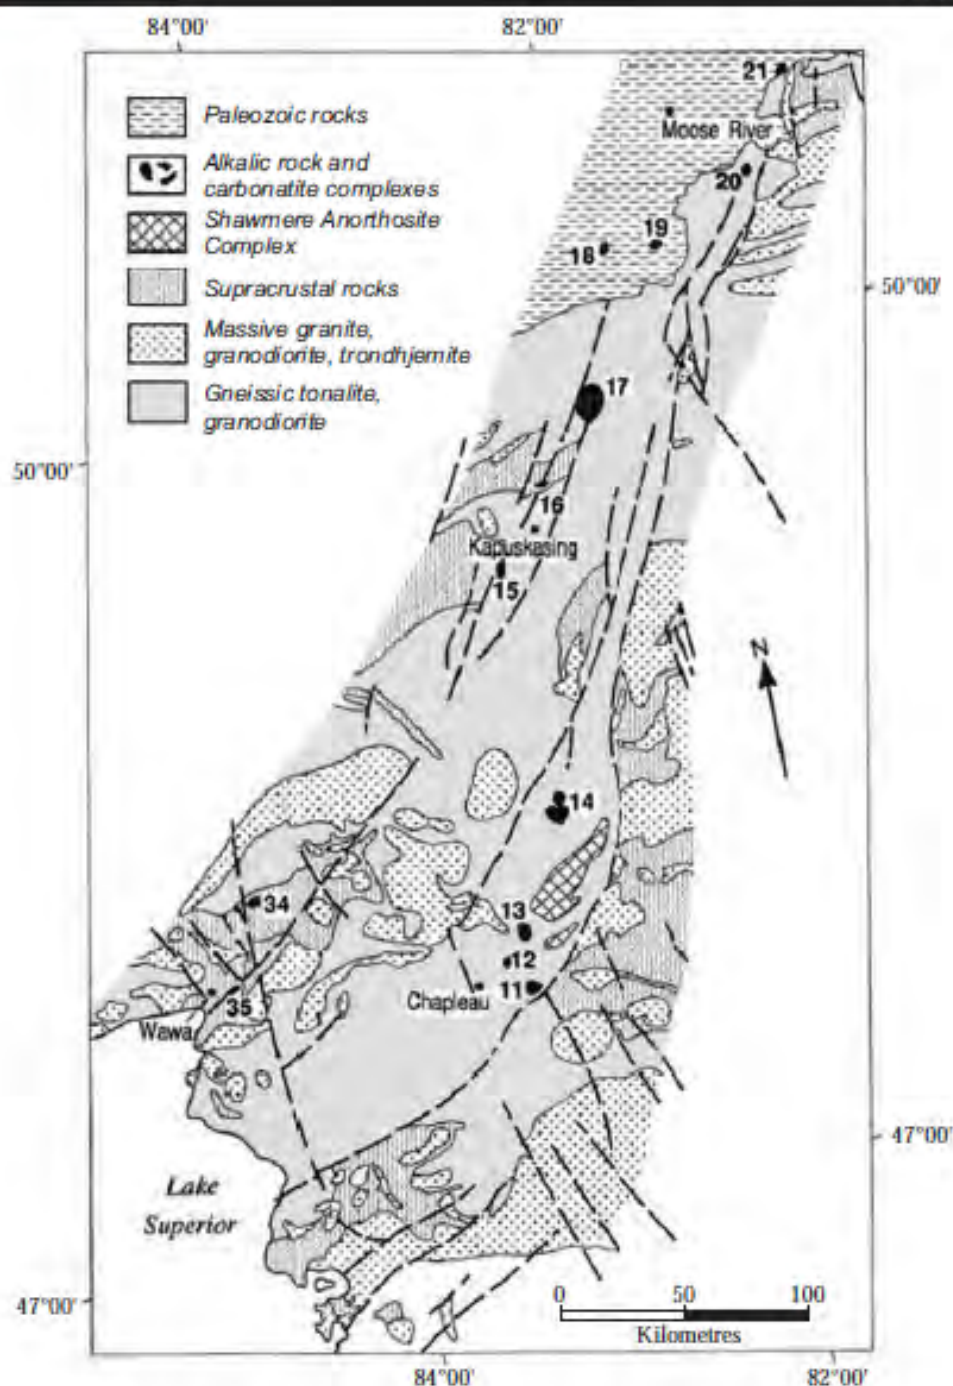 84°00'
82°00'
Paleozoic rocks
Alkalic rock and
carbonatite complexes
Shawmere Anorthosite
Complex
Supracrustal rocks
Massive granite,
granodiorite, trondhjemite
Gneissic tonalite,
granodiorite
21
Moose River
20
19
18
50°00'
17
50°00'
16
Kapuskasing
15
N
14
34
13
12
11
Chapleau
35
Wawa
47°00'
Lake
Superior
47°00'
0 50 100
Kilometres
84°00'
82°00'